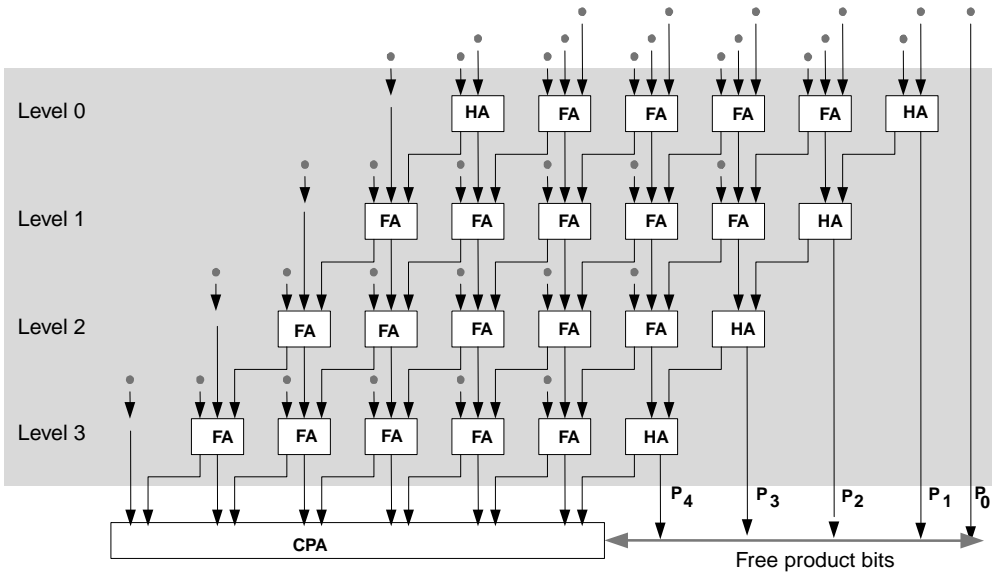 Level 0 HA FA FA FA FA HA
Level 1 FA FA FA FA FA HA
Level 2 FA FA FA FA FA HA
Level 3 FA FA FA FA FA HA
P4 P3 P2 P1 P0
CPA
Free product bits